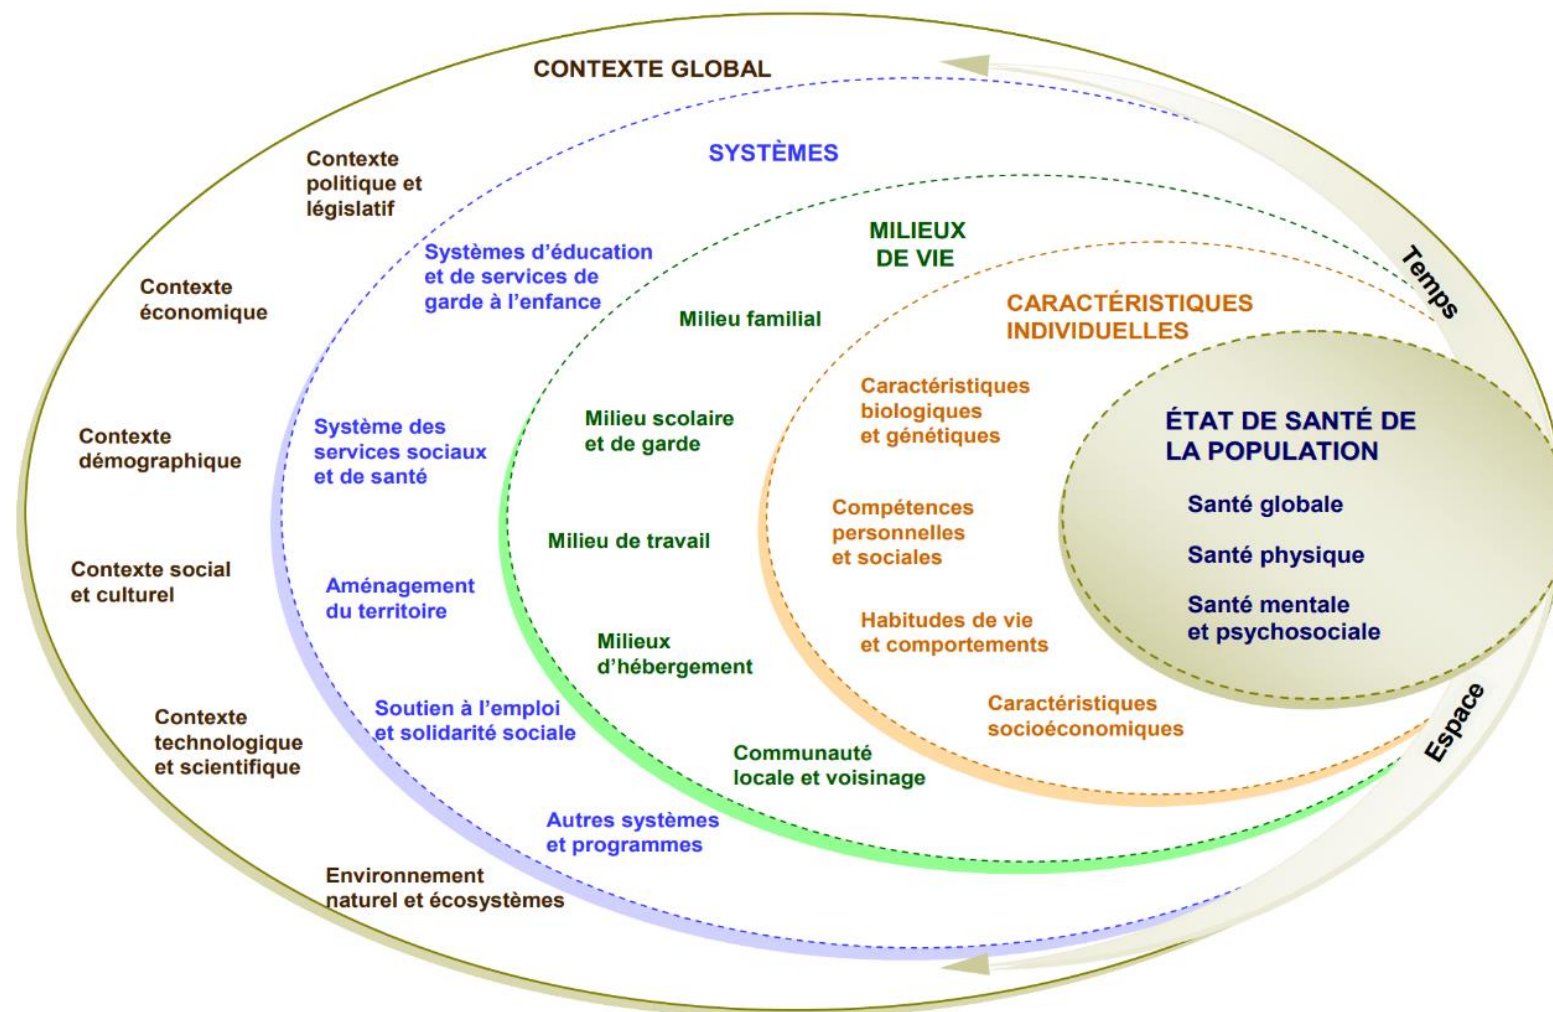 CONTEXTE GLOBAL
Contexte
politique et
législatif
Contexte
économique
Contexte
démographique
Contexte social
et culturel
Contexte
technologique
et scientifique
Environnement
naturel et écosystèmes
SYSTÈMES
Systèmes d’éducation
et de services de
garde à l’enfance
Système des
services sociaux
et de santé
Aménagement
du territoire
Soutien à l’emploi
et solidarité sociale
Autres systèmes
et programmes
MILIEUX
DE VIE
Milieu familial
Milieu scolaire
et de garde
Milieu de travail
Milieux
d’hébergement
Communauté
locale et voisinage
CARACTÉRISTIQUES
INDIVIDUELLES
Caractéristiques
biologiques
et génétiques
Compétences
personnelles
et sociales
Habitudes de vie
et comportements
Caractéristiques
socioéconomiques
ÉTAT DE SANTÉ DE
LA POPULATION
Santé globale
Santé physique
Santé mentale
et psychosociale
Temps
Espace